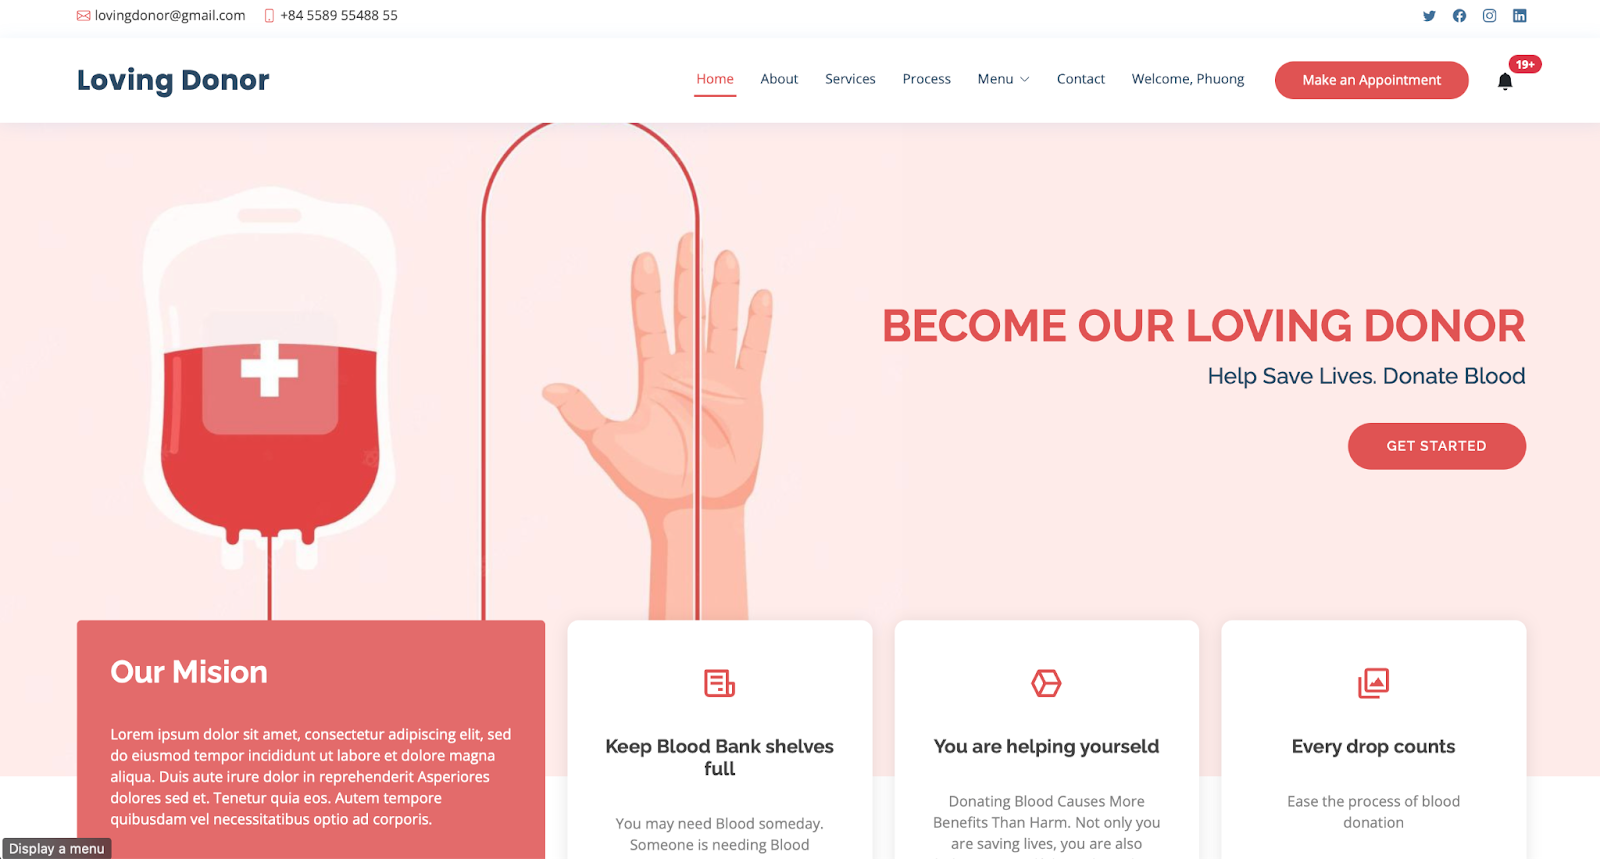 lovingdonor@gmail.com +84 5589 55488 55
Loving Donor Home About Services Process Menu Contact Welcome, Phuong Make an Appointment 19+
BECOME OUR LOVING DONOR
Help Save Lives. Donate Blood
GET STARTED
Our Mision
Lorem ipsum dolor sit amet, consectetur adipiscing elit, sed
do eiusmod tempor incididunt ut labore et dolore magna
aliqua. Duis aute irure dolor in reprehenderit Asperiores
dolores sed et. Tenetur quia eos. Autem tempore
quibusdam vel necessitatibus optio ad corporis.
Keep Blood Bank shelves
full
You may need Blood someday.
Someone is needing Blood
You are helping yourseld
Donating Blood Causes More
Benefits Than Harm. Not only you
are saving lives, you are also
Every drop counts
Ease the process of blood
donation
Display a menu